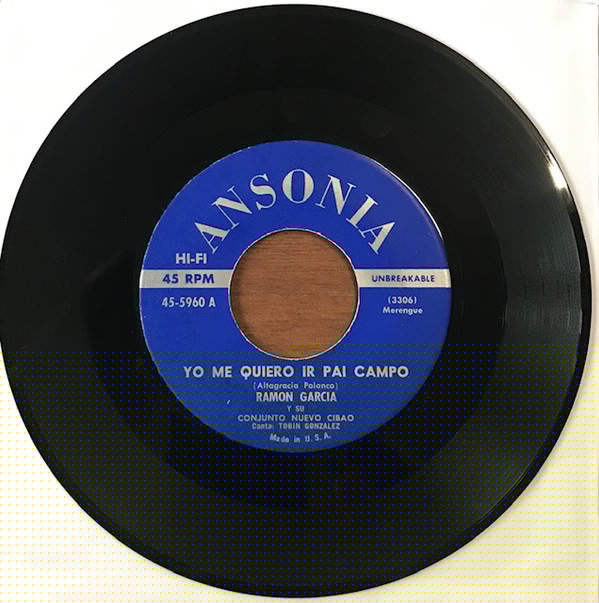 ANSONIA
HI-FI
45 RPM
UNBREAKABLE
45-5960 A
(3306)
Merengue
YO ME QUIERO IR PAI CAMPO
(Altagracia Polanco)
RAMON GARCIA
Y SU
CONJUNTO NUEVO CIBAO
Canta: TOBIN GONZALEZ
Made in U.S.A.